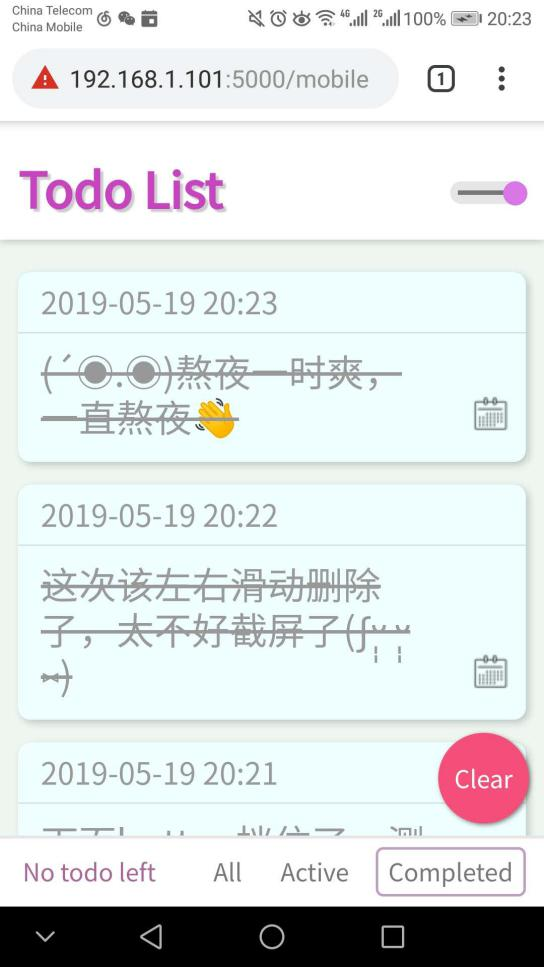 China Telecom
China Mobile
4G
2G
100%
20:23
192.168.1.101:5000/mobile
1
Todo List
2019-05-19 20:23
(´◉.◉)熬夜一时爽，
一直熬夜👋
2019-05-19 20:22
这次该左右滑动删除
了，太不好截屏了(
)
2019-05-19 20:21
Clear
No todo left
All
Active
Completed